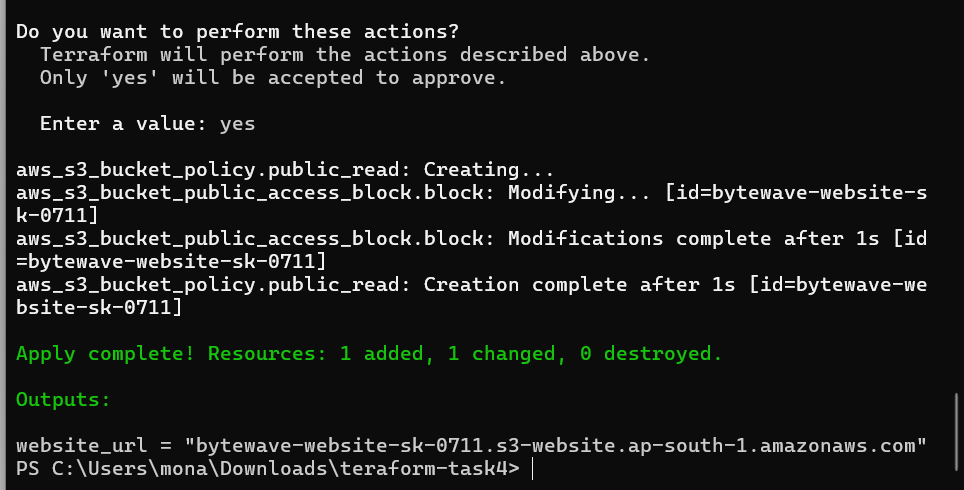 Do you want to perform these actions?
  Terraform will perform the actions described above.
  Only 'yes' will be accepted to approve.

  Enter a value: yes

aws_s3_bucket_policy.public_read: Creating...
aws_s3_bucket_public_access_block.block: Modifying... [id=bytewave-website-s
k-0711]
aws_s3_bucket_public_access_block.block: Modifications complete after 1s [id
=bytewave-website-sk-0711]
aws_s3_bucket_policy.public_read: Creation complete after 1s [id=bytewave-we
bsite-sk-0711]

Apply complete! Resources: 1 added, 1 changed, 0 destroyed.

Outputs:

website_url = "bytewave-website-sk-0711.s3-website.ap-south-1.amazonaws.com"
PS C:\Users\mona\Downloads\teraform-task4>